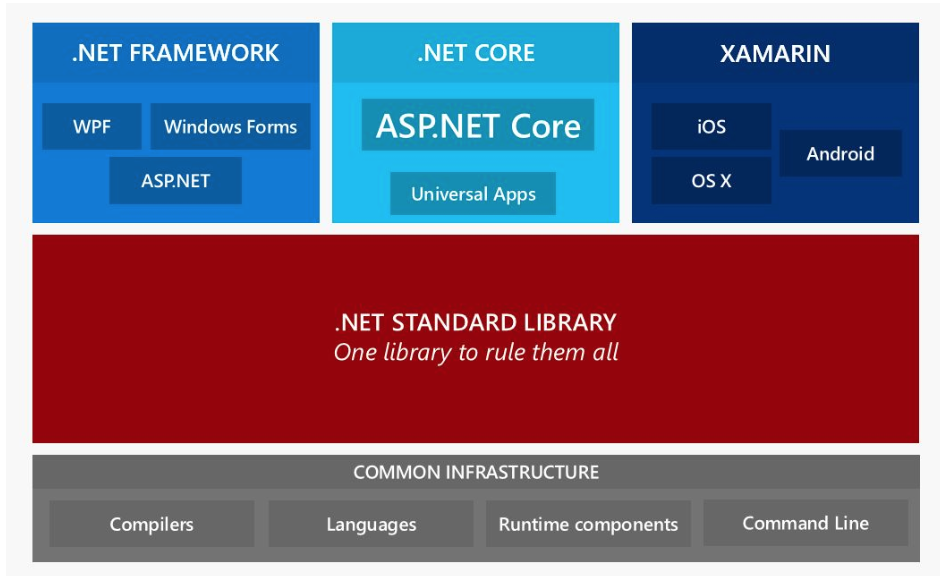 .NET FRAMEWORK
WPF
Windows Forms
ASP.NET
.NET CORE
ASP.NET Core
Universal Apps
XAMARIN
iOS
Android
OS X
.NET STANDARD LIBRARY
One library to rule them all
COMMON INFRASTRUCTURE
Compilers
Languages
Runtime components
Command Line